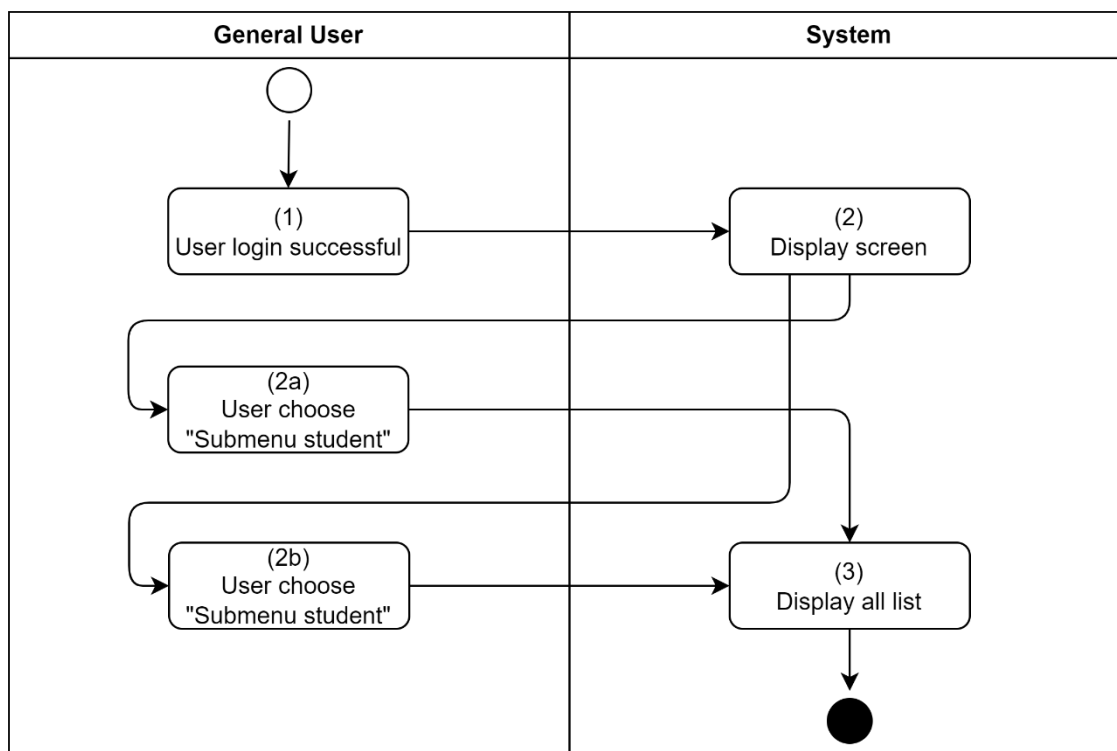 General User
System
(1)
User login successful
(2)
Display screen
(2a)
User choose
"Submenu student"
(2b)
User choose
"Submenu student"
(3)
Display all list